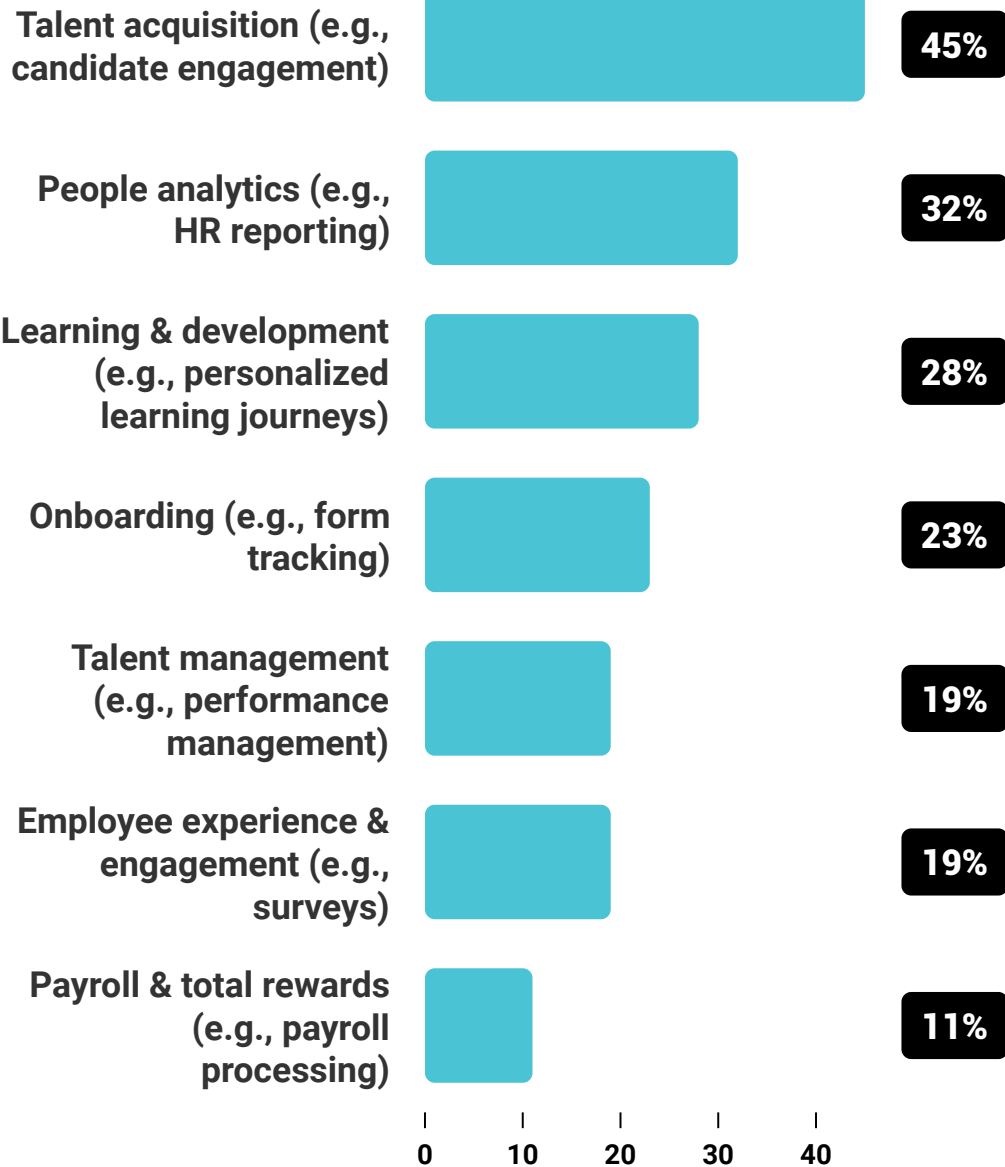 Talent acquisition (e.g.,
candidate engagement)
45%
People analytics (e.g.,
HR reporting)
32%
Learning & development
(e.g., personalized
learning journeys)
28%
Onboarding (e.g., form
tracking)
23%
Talent management
(e.g., performance
management)
19%
Employee experience &
engagement (e.g.,
surveys)
19%
Payroll & total rewards
(e.g., payroll
processing)
11%
0 10 20 30 40